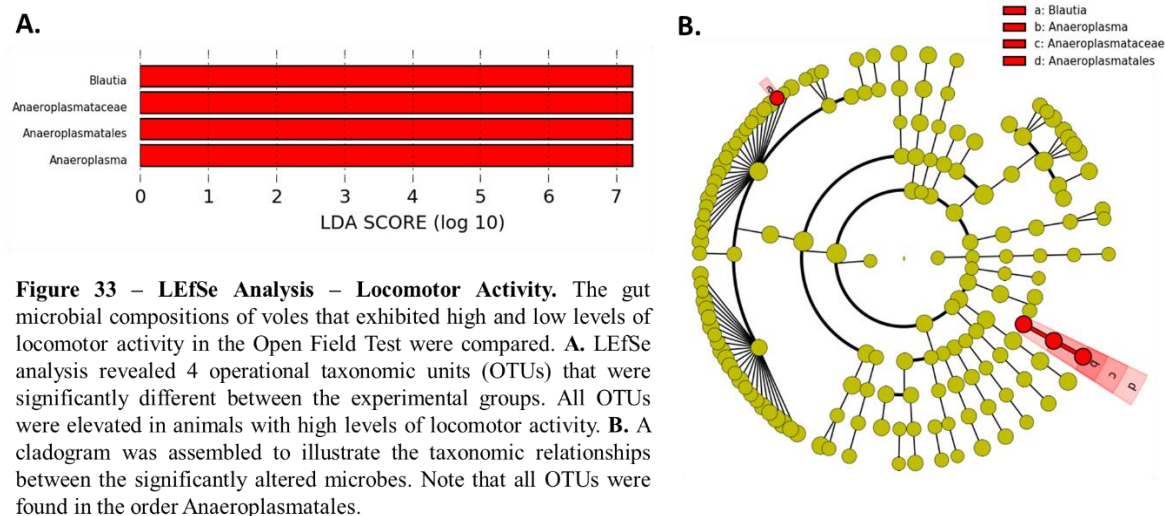 A.
Blautia
Anaeroplasmataceae
Anaeroplasmatales
Anaeroplasma
0 1 2 3 4 5 6 7
LDA SCORE (log 10)
Figure 33 – LEfSe Analysis – Locomotor Activity. The gut
microbial compositions of voles that exhibited high and low levels of
locomotor activity in the Open Field Test were compared. A. LEfSe
analysis revealed 4 operational taxonomic units (OTUs) that were
significantly different between the experimental groups. All OTUs
were elevated in animals with high levels of locomotor activity. B. A
cladogram was assembled to illustrate the taxonomic relationships
between the significantly altered microbes. Note that all OTUs were
found in the order Anaeroplasmatales.
B.
a: Blautia
b: Anaeroplasma
c: Anaeroplasmataceae
d: Anaeroplasmatales
a
b
c
d